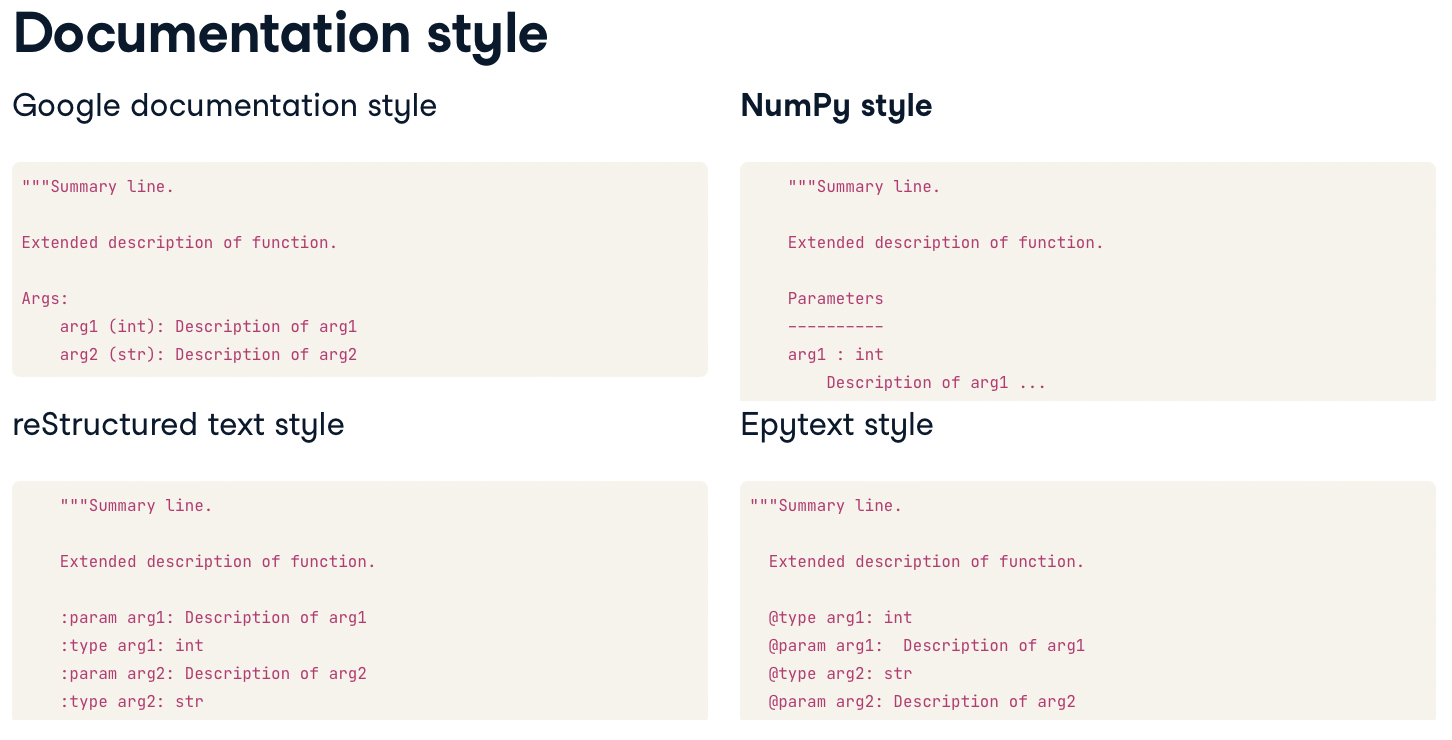 Documentation style
Google documentation style
"""Summary line.
Extended description of function.
Args:
    arg1 (int): Description of arg1
    arg2 (str): Description of arg2
NumPy style
"""Summary line.
Extended description of function.
Parameters
----------
arg1 : int
    Description of arg1 ...
reStructured text style
"""Summary line.
Extended description of function.
:param arg1: Description of arg1
:type arg1: int
:param arg2: Description of arg2
:type arg2: str
Epytext style
"""Summary line.
  Extended description of function.
  @type arg1: int
  @param arg1:  Description of arg1
  @type arg2: str
  @param arg2: Description of arg2